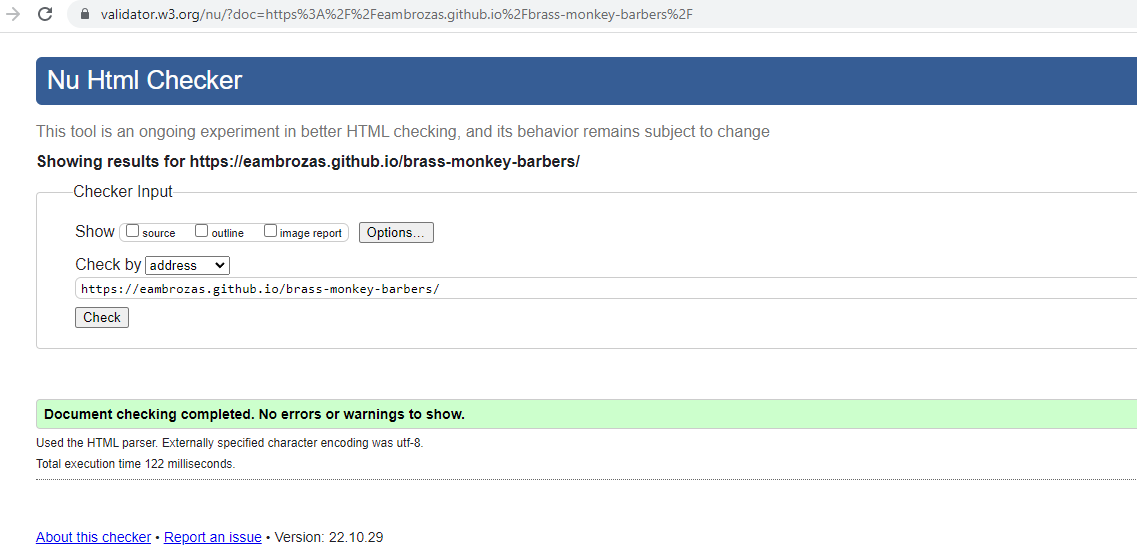 validator.w3.org/nu/?doc=https%3A%2F%2Feambrozas.github.io%2Fbrass-monkey-barbers%2F
Nu Html Checker
This tool is an ongoing experiment in better HTML checking, and its behavior remains subject to change
Showing results for https://eambrozas.github.io/brass-monkey-barbers/
Checker Input
Show source outline image report Options...
Check by address
https://eambrozas.github.io/brass-monkey-barbers/
Check
Document checking completed. No errors or warnings to show.
Used the HTML parser. Externally specified character encoding was utf-8.
Total execution time 122 milliseconds.
About this checker • Report an issue • Version: 22.10.29